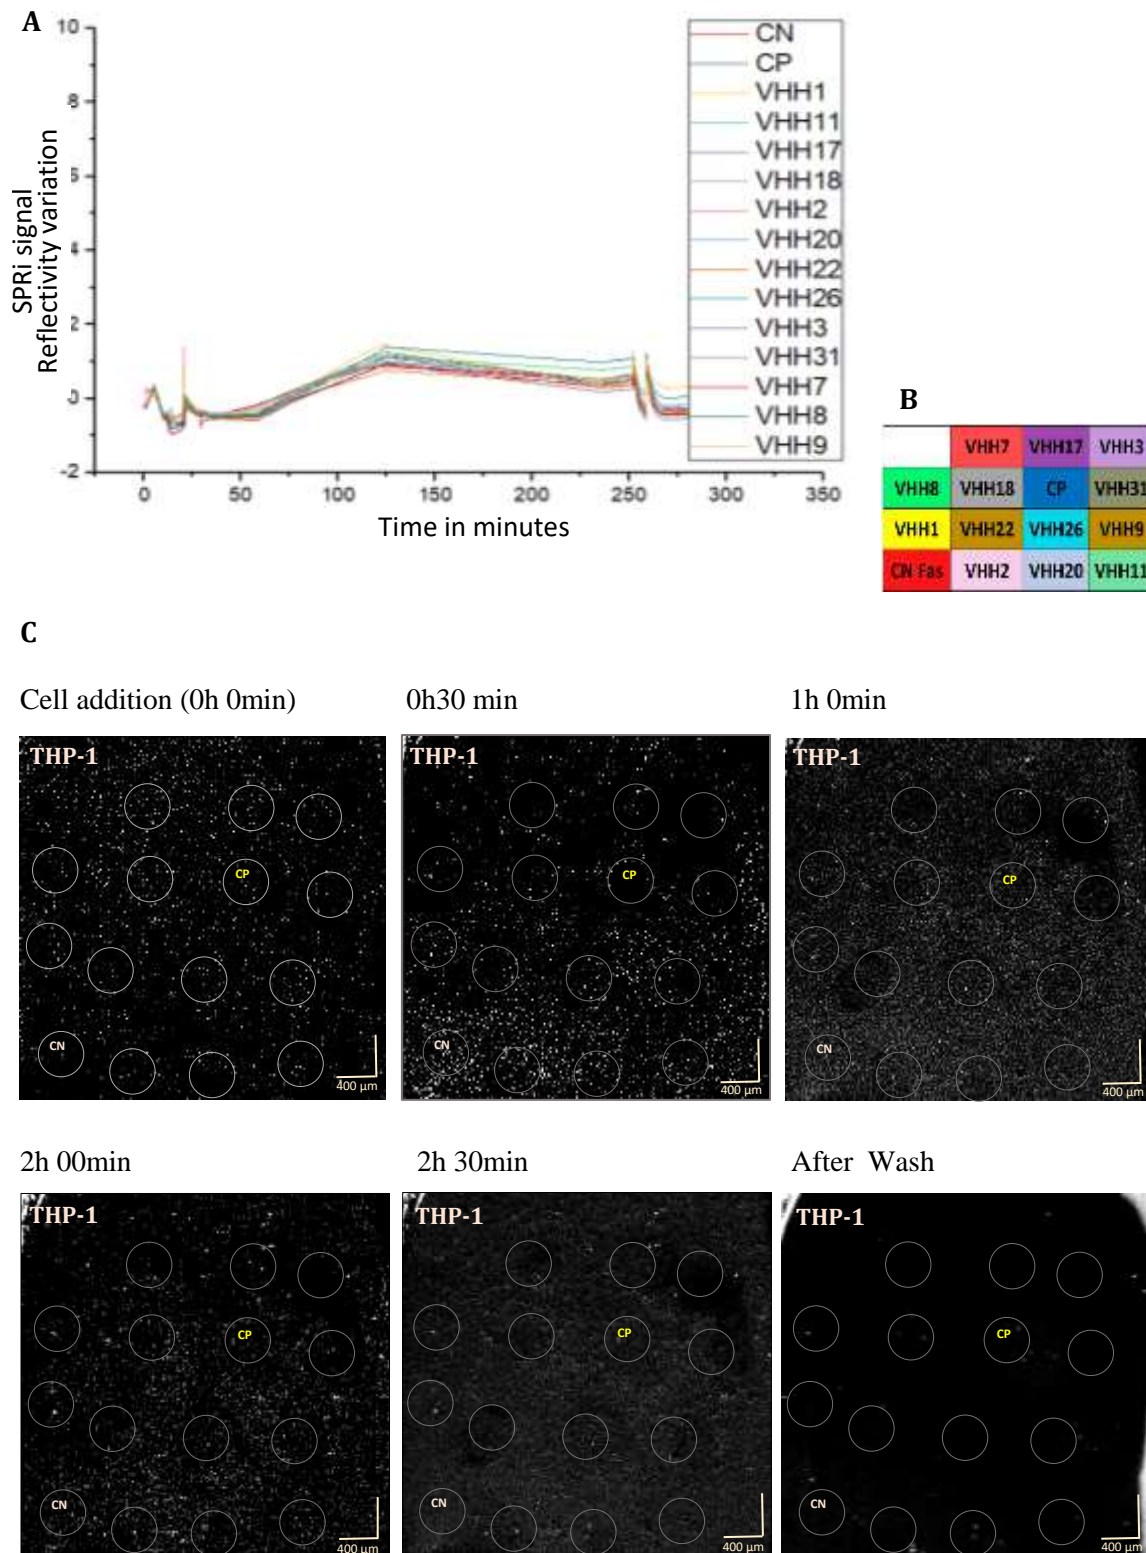 A
10
8
6
4
2
0
-2
SPRi signal
Reflectivity variation
0
50
100
150
200
250
300
350
Time in minutes
CN
CP
VHH1
VHH11
VHH17
VHH18
VHH2
VHH20
VHH22
VHH26
VHH3
VHH31
VHH7
VHH8
VHH9
B
VHH7 VHH17 VHH3
VHH8 VHH18 CP VHH31
VHH1 VHH22 VHH26 VHH9
CN Fas VHH2 VHH20 VHH11
C
Cell addition (0h 0min)
0h30 min
1h 0min
THP-1
CP
CN
400 µm
THP-1
CP
CN
400 µm
THP-1
CP
CN
400 µm
2h 00min
2h 30min
After Wash
THP-1
CP
CN
400 µm
THP-1
CP
CN
400 µm
THP-1
CP
CN
400 µm